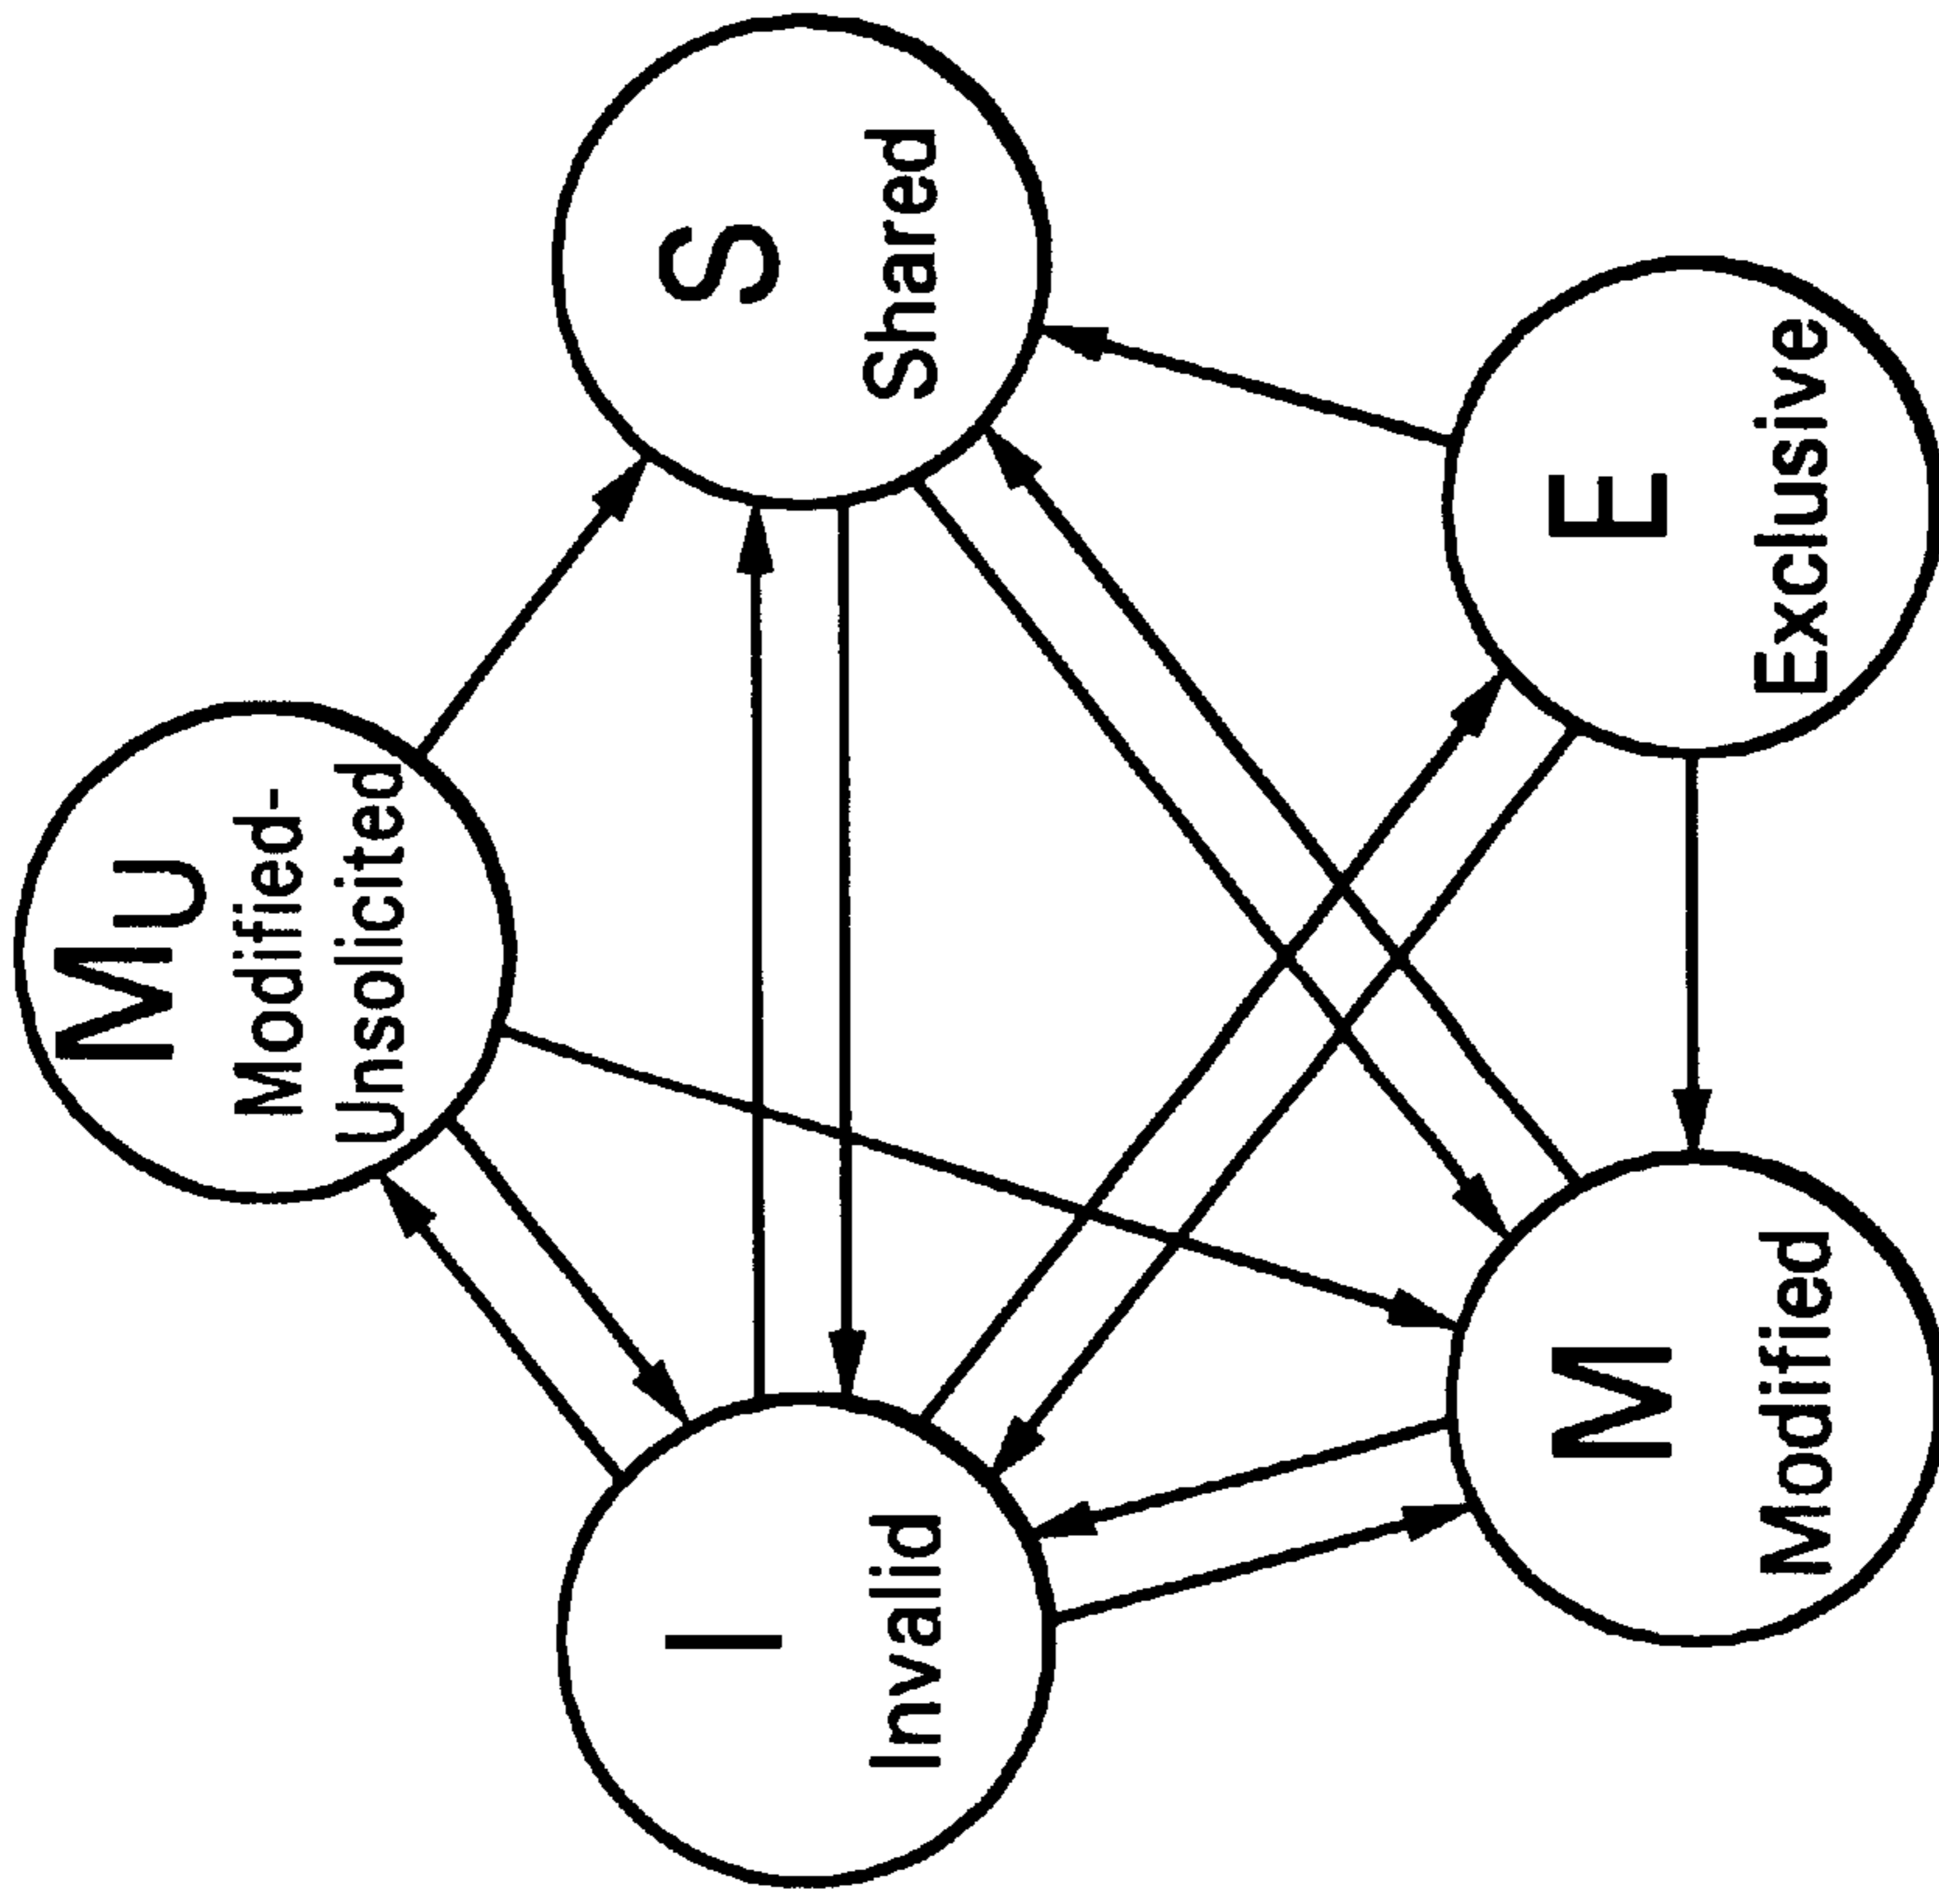 Mu
Modified-
Unsolicited
I
Invalid
S
Shared
M
Modified
E
Exclusive